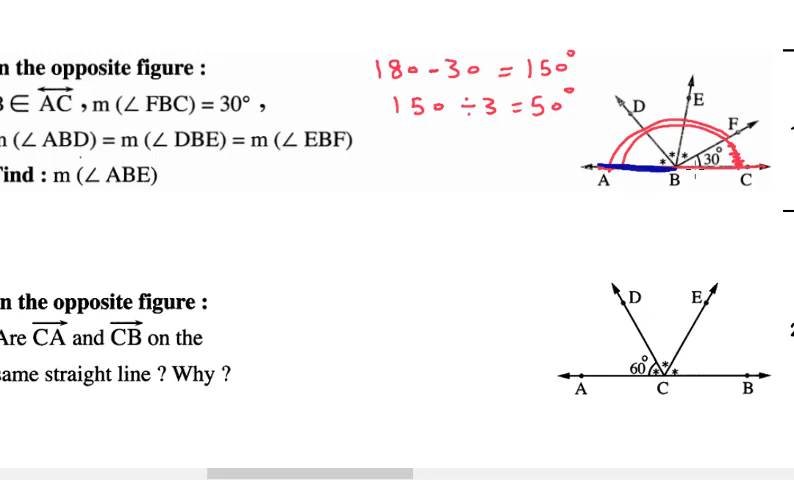 n the opposite figure :
180 - 30 = 150°
B ∈ AC , m (∠ FBC) = 30° ,
150 ÷ 3 = 50°
m (∠ ABD) = m (∠ DBE) = m (∠ EBF)
Find : m (∠ ABE)
D
E
F
30°
A
B
C
n the opposite figure :
Are CA and CB on the
same straight line ? Why ?
D
E
60°
A
C
B